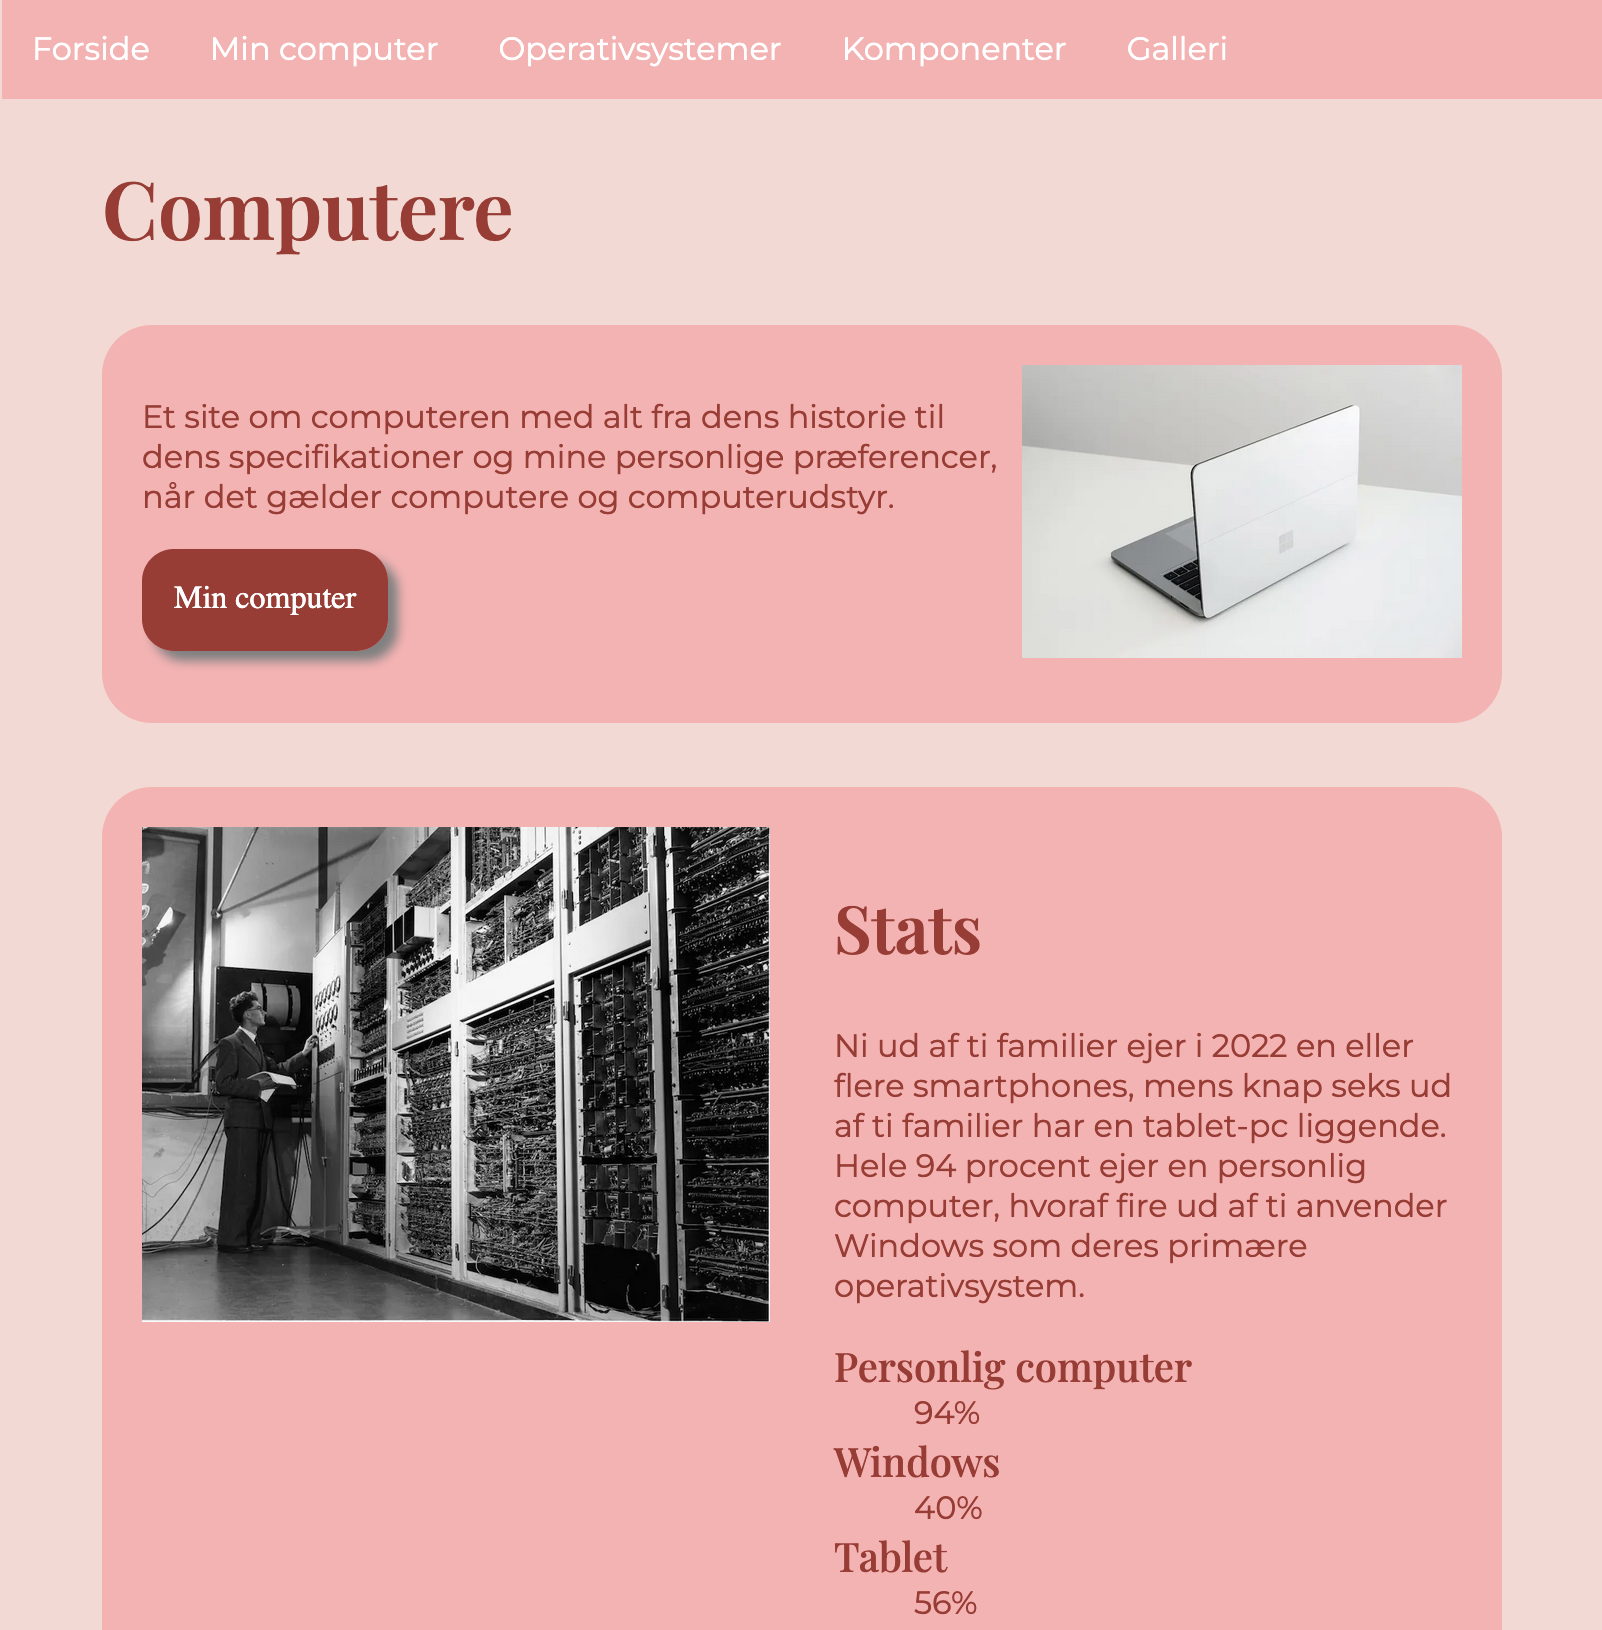 Forside Min computer Operativsystemer Komponenter Galleri
Computere
Et site om computeren med alt fra dens historie til
dens specifikationer og mine personlige præferencer,
når det gælder computere og computerudstyr.
Min computer
Stats
Ni ud af ti familier ejer i 2022 en eller
flere smartphones, mens knap seks ud
af ti familier har en tablet-pc liggende.
Hele 94 procent ejer en personlig
computer, hvoraf fire ud af ti anvender
Windows som deres primære
operativsystem.
Personlig computer
94%
Windows
40%
Tablet
56%